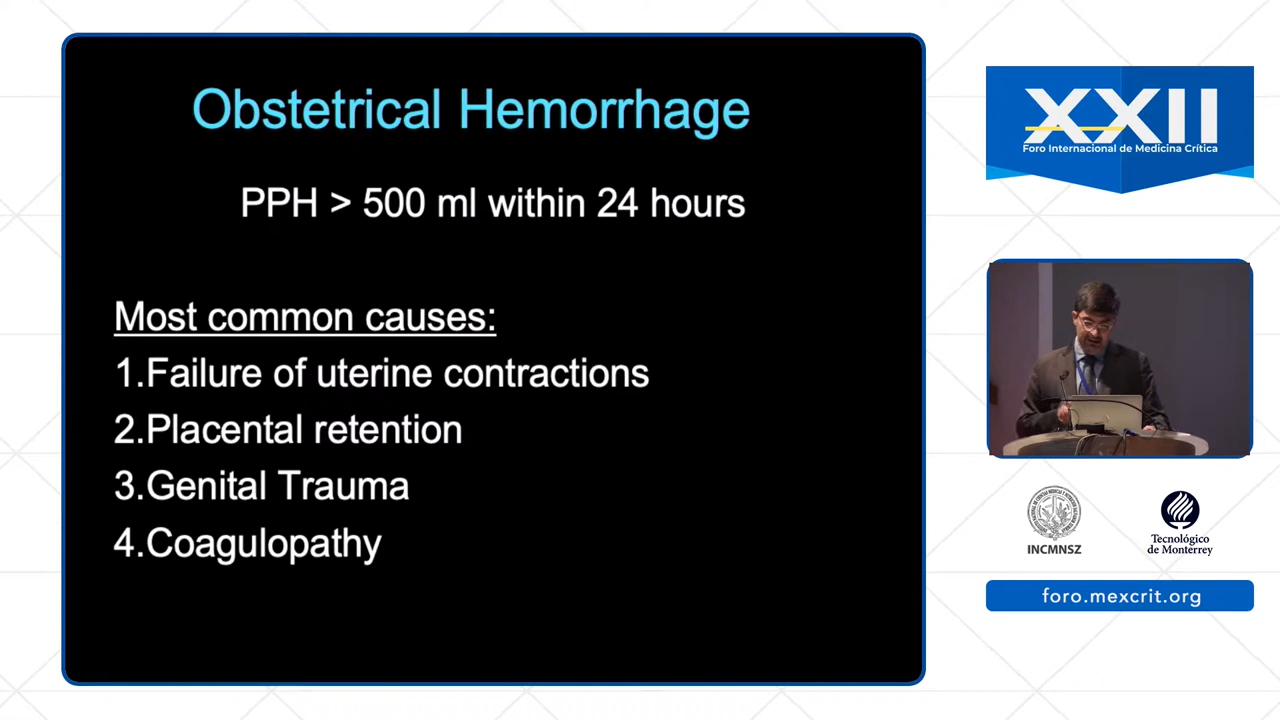 Obstetrical Hemorrhage
PPH > 500 ml within 24 hours
Most common causes:
1.Failure of uterine contractions
2.Placental retention
3.Genital Trauma
4.Coagulopathy
XXII
Foro Internacional de Medicina Crítica
INCMNSZ
Tecnológico
de Monterrey
foro.mexcrit.org